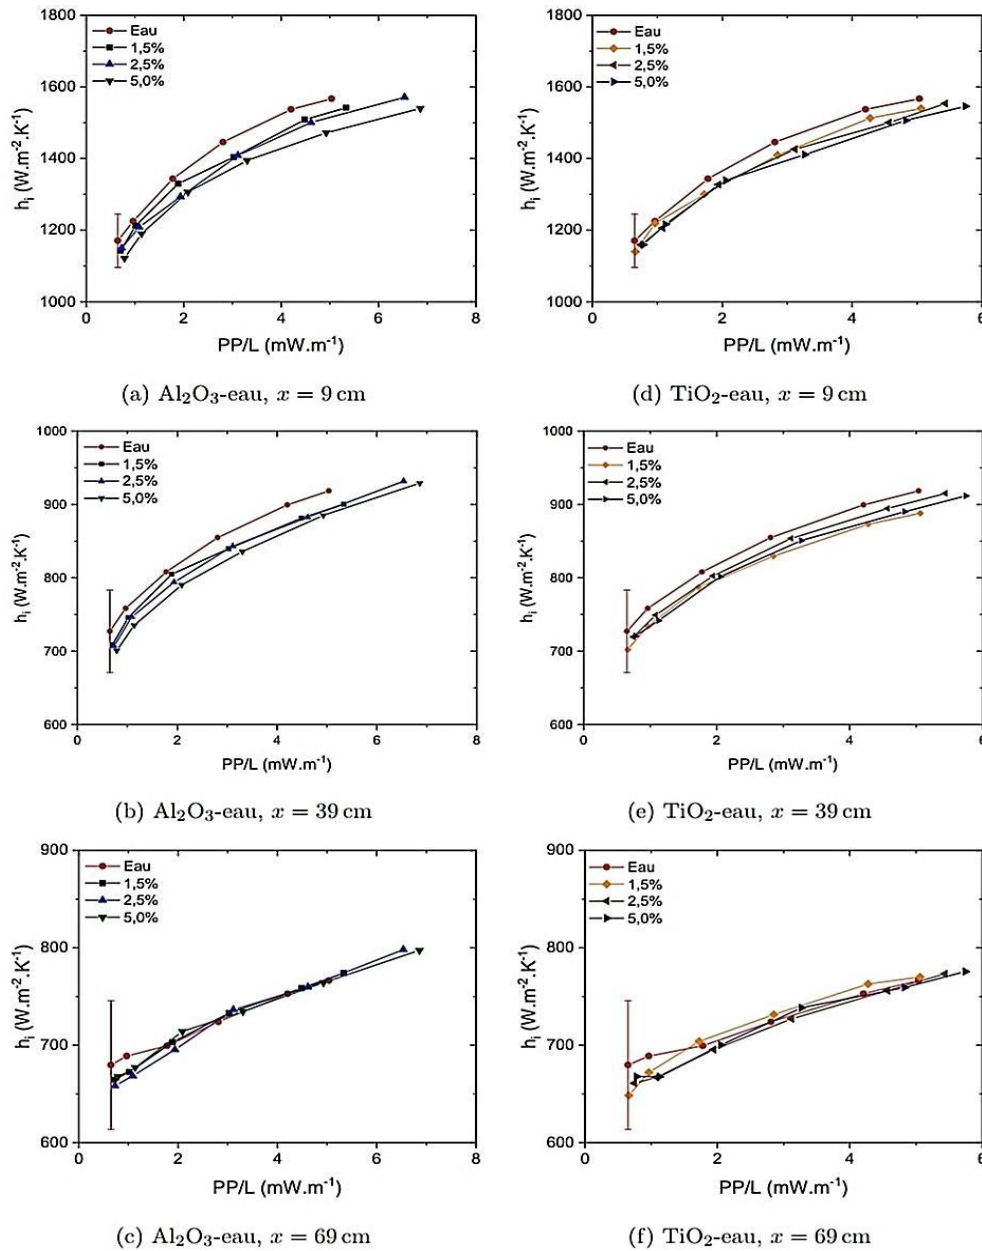 1800
1600
1400
1200
1000
0 2 4 6 8
h_i (W.m⁻².K⁻¹)
PP/L (mW.m⁻¹)
Eau
1,5%
2,5%
5,0%
(a) Al₂O₃-eau, x = 9 cm
1800
1600
1400
1200
1000
0 2 4 6
h_i (W.m⁻².K⁻¹)
PP/L (mW.m⁻¹)
Eau
1,5%
2,5%
5,0%
(d) TiO₂-eau, x = 9 cm
1000
900
800
700
600
0 2 4 6 8
h_i (W.m⁻².K⁻¹)
PP/L (mW.m⁻¹)
Eau
1,5%
2,5%
5,0%
(b) Al₂O₃-eau, x = 39 cm
1000
900
800
700
600
0 2 4 6
h_i (W.m⁻².K⁻¹)
PP/L (mW.m⁻¹)
Eau
1,5%
2,5%
5,0%
(e) TiO₂-eau, x = 39 cm
900
800
700
600
0 2 4 6 8
h_i (W.m⁻².K⁻¹)
PP/L (mW.m⁻¹)
Eau
1,5%
2,5%
5,0%
(c) Al₂O₃-eau, x = 69 cm
900
800
700
600
0 2 4 6
h_i (W.m⁻².K⁻¹)
PP/L (mW.m⁻¹)
Eau
1,5%
2,5%
5,0%
(f) TiO₂-eau, x = 69 cm